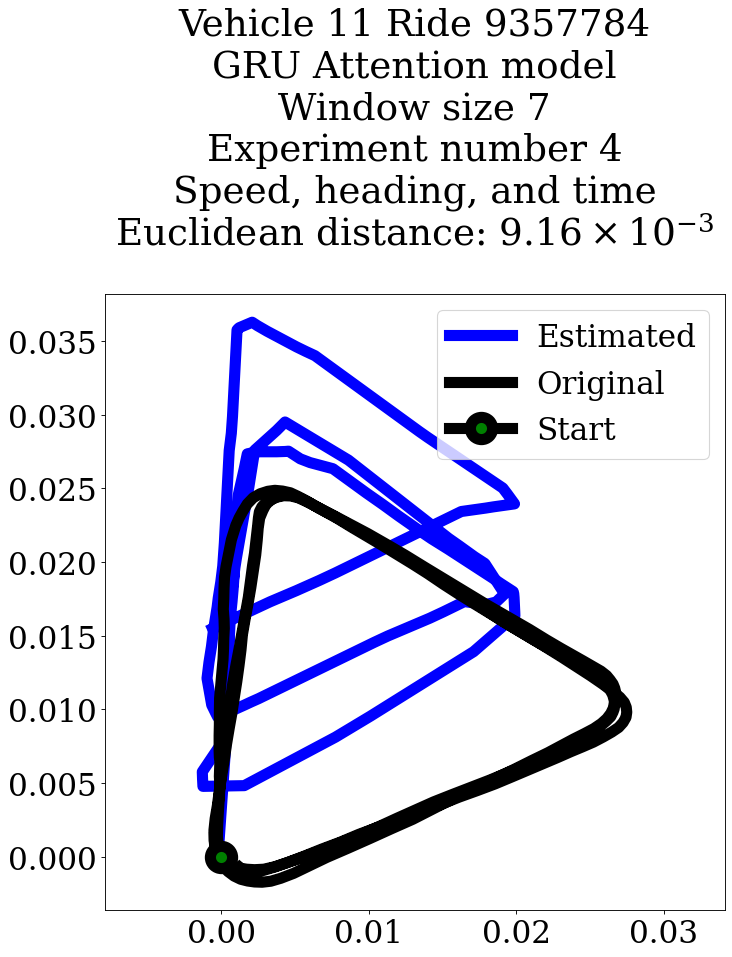 Vehicle 11 Ride 9357784
GRU Attention model
Window size 7
Experiment number 4
Speed, heading, and time
Euclidean distance: 9.16 × 10⁻³
Estimated
Original
Start
0.035
0.030
0.025
0.020
0.015
0.010
0.005
0.000
0.00 0.01 0.02 0.03